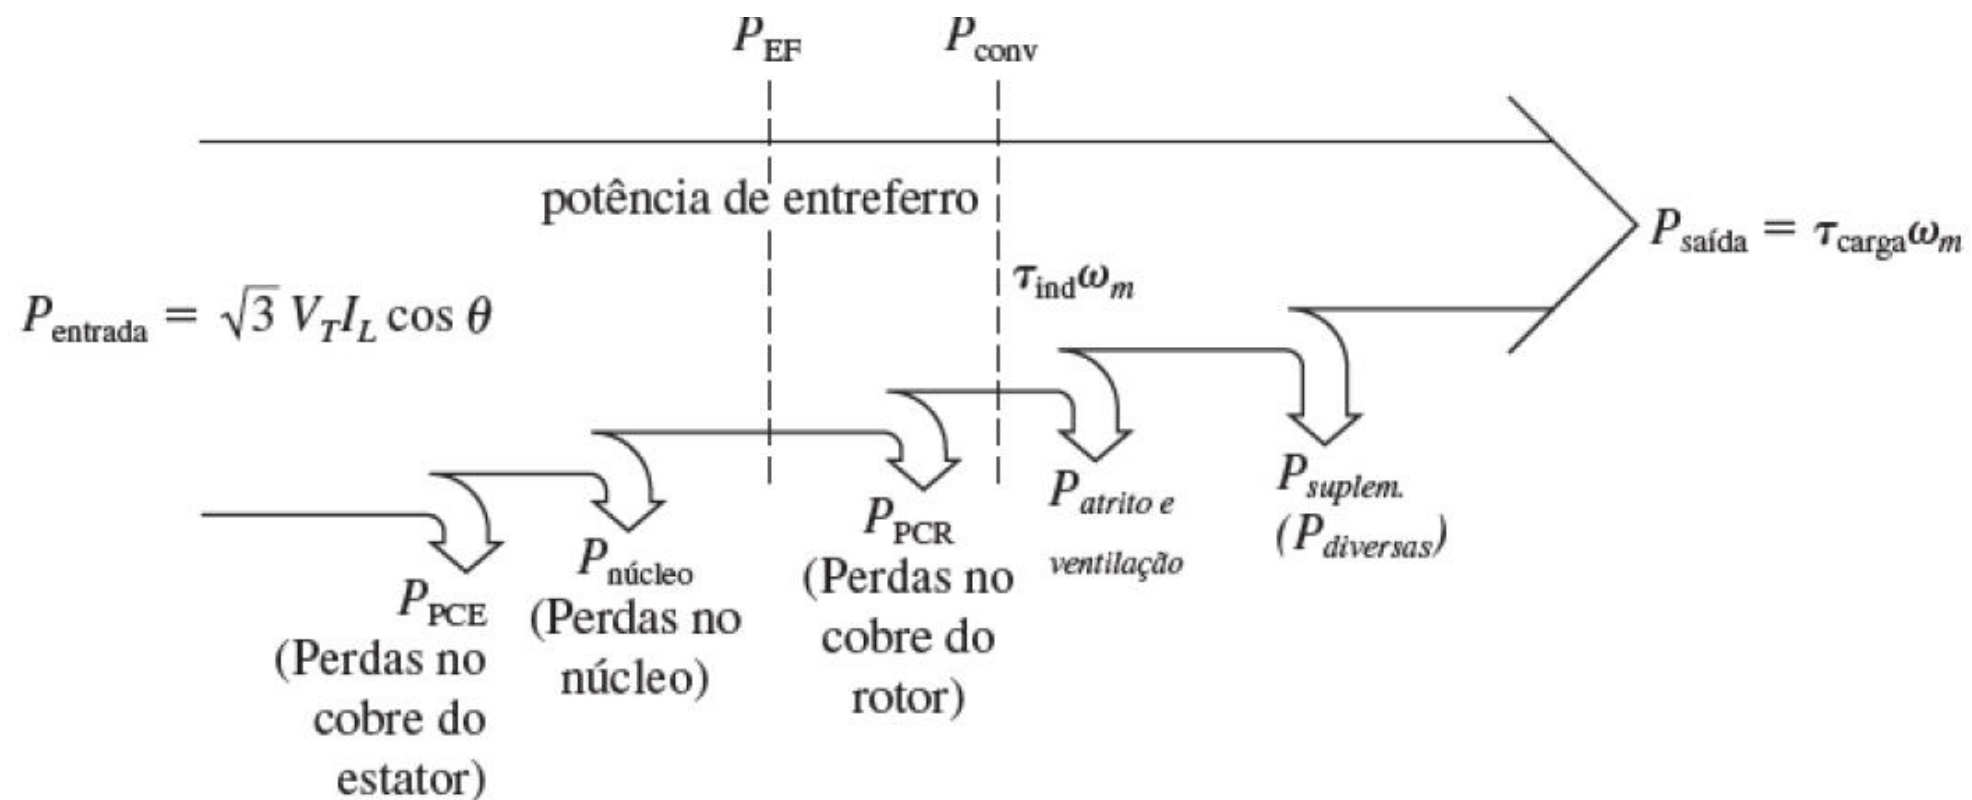 P_EF
P_conv
potência de entreferro
P_saída = τ_carga ω_m
τ_ind ω_m
P_entrada = √3 V_T I_L cos θ
P_PCE
(Perdas no
cobre do
estator)
P_núcleo
(Perdas no
núcleo)
P_PCR
(Perdas no
cobre do
rotor)
P_atrito e
ventilação
P_suplem.
(P_diversas)